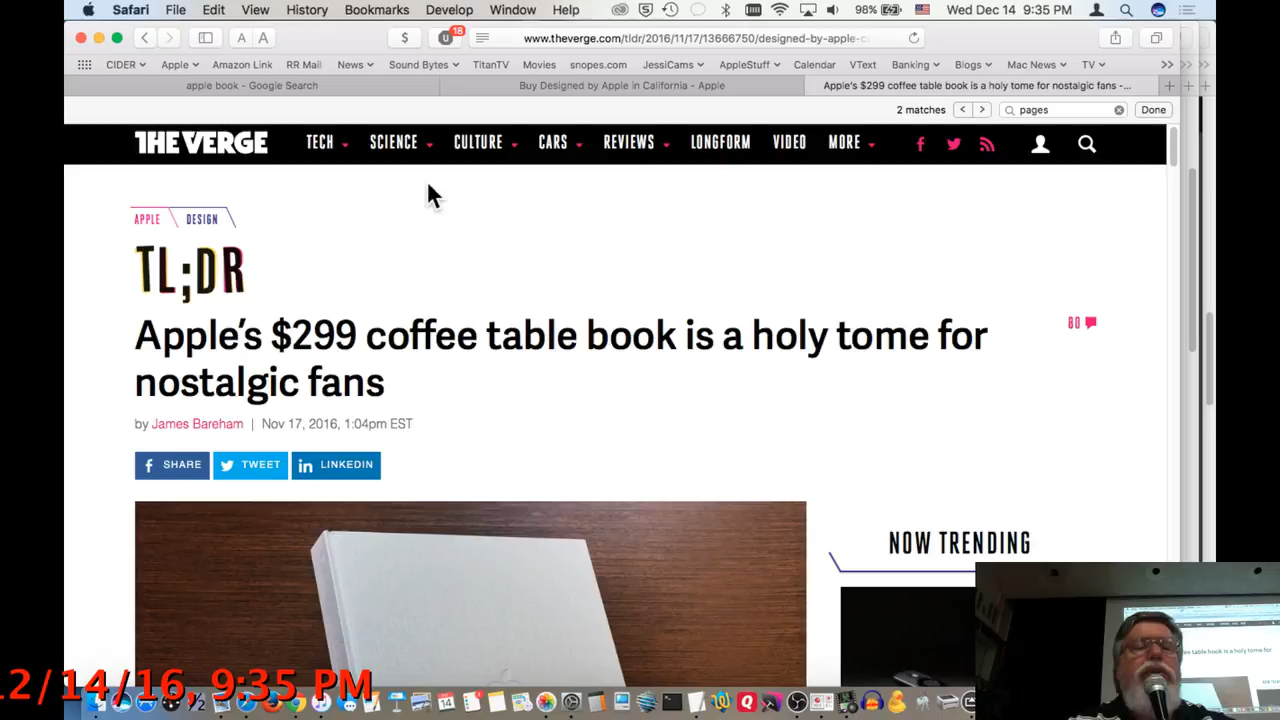 Safari File Edit View History Bookmarks Develop Window Help 98% Wed Dec 14 9:35 PM
A A $ 18 www.theverge.com/tldr/2016/11/17/13666750/designed-by-apple-c
CIDER Apple Amazon Link RR Mail News Sound Bytes TitanTV Movies snopes.com JessiCams AppleStuff Calendar VText Banking Blogs Mac News TV
apple book - Google Search Buy Designed by Apple in California - Apple Apple's $299 coffee table book is a holy tome for nostalgic fans -...
2 matches pages Done
THE VERGE TECH SCIENCE CULTURE CARS REVIEWS LONGFORM VIDEO MORE
APPLE DESIGN
TL;DR
Apple's $299 coffee table book is a holy tome for
nostalgic fans
80
by James Bareham | Nov 17, 2016, 1:04pm EST
SHARE TWEET LINKEDIN
NOW TRENDING
12/14/16, 9:35 PM